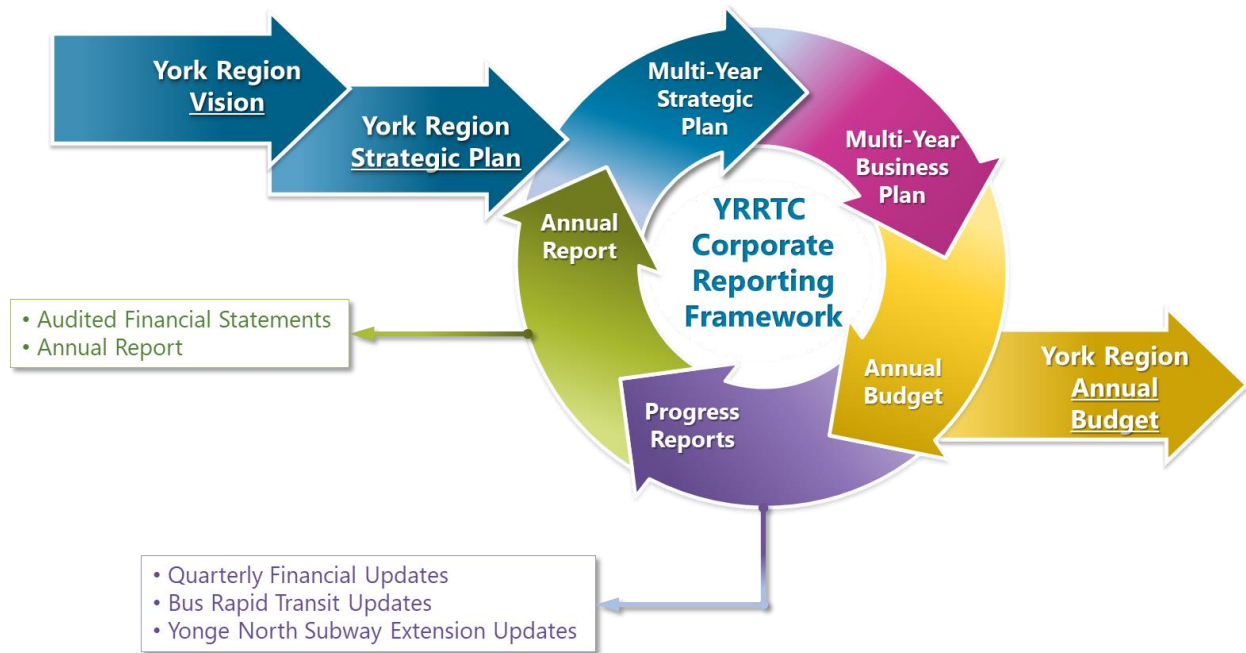 York Region
Vision
York Region
Strategic Plan
Multi-Year
Strategic
Plan
Multi-Year
Business
Plan
Annual
Report
YRRTC
Corporate
Reporting
Framework
• Audited Financial Statements
• Annual Report
Annual
Budget
York Region
Annual
Budget
Progress
Reports
• Quarterly Financial Updates
• Bus Rapid Transit Updates
• Yonge North Subway Extension Updates